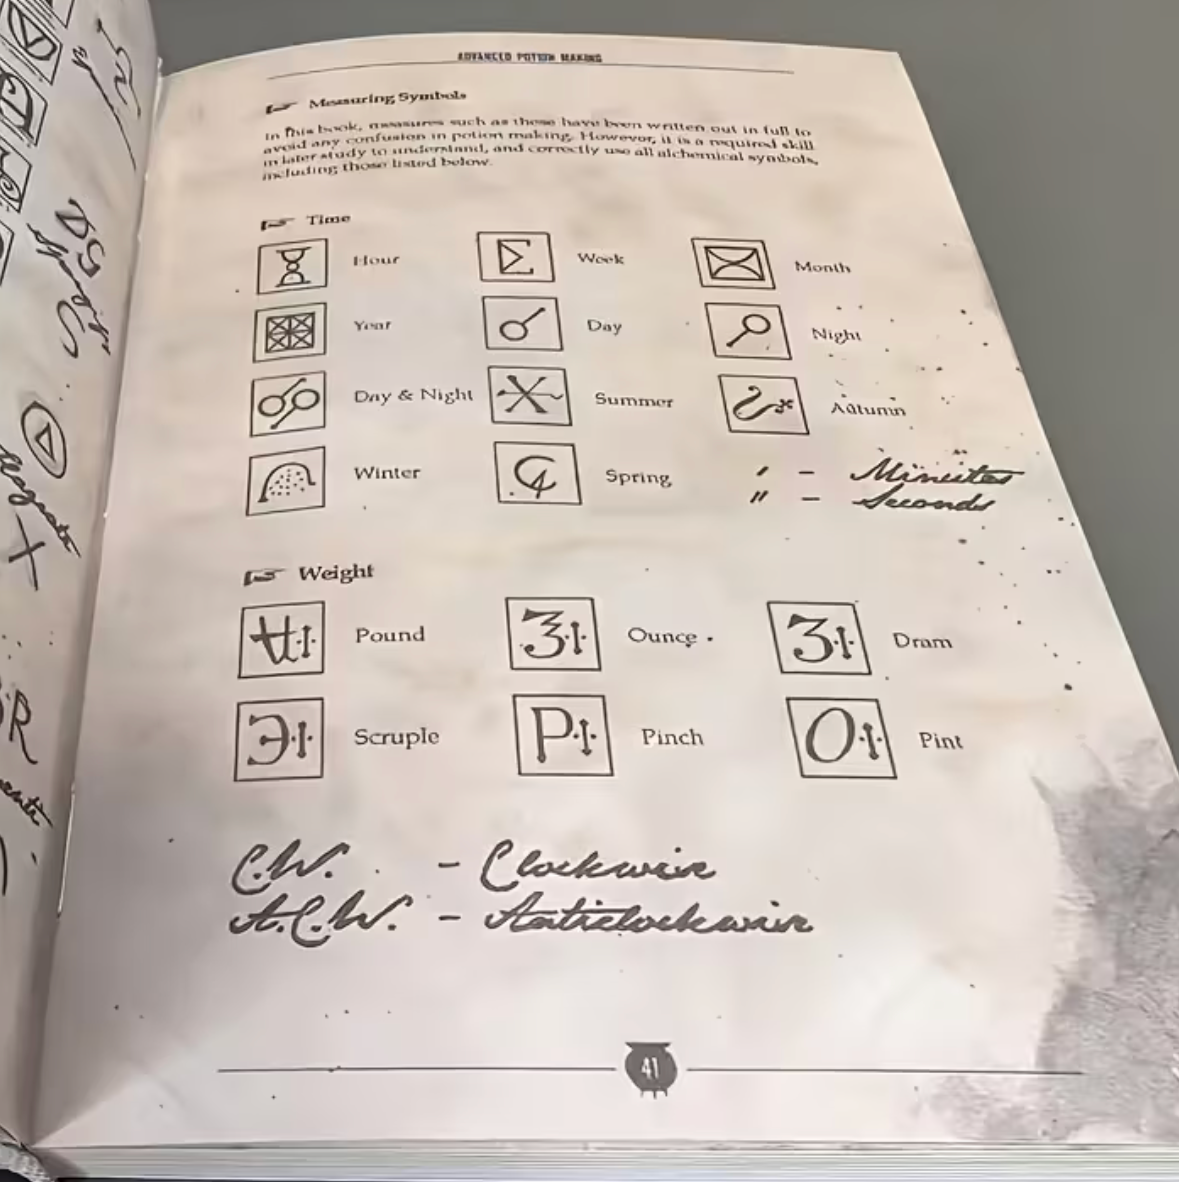 ADVANCED POTION MAKING
Measuring Symbols
In this book, measures such as these have been written out in full to
avoid any confusion in potion making. However, it is a required skill
in later study to understand, and correctly use all alchemical symbols,
including those listed below.
Time
Hour Week Month
Year Day Night
Day & Night Summer Autumn
Winter Spring ' - Minutes
" - Seconds
Weight
Pound Ounce Dram
Scruple P Pinch O Pint
C.W. - Clockwise
A.C.W. - Anticlockwise
41